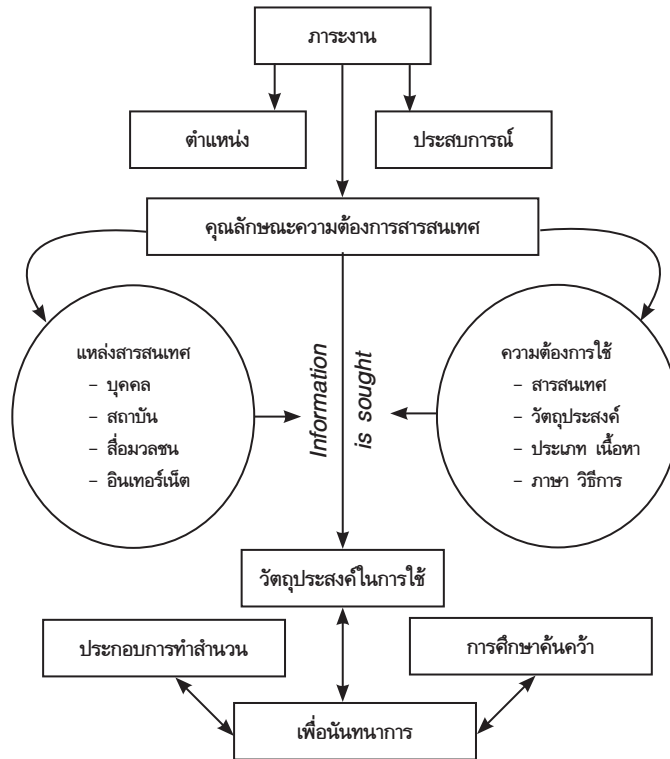 ภาระงาน
ตำแหน่ง
ประสบการณ์
คุณลักษณะความต้องการสารสนเทศ
แหล่งสารสนเทศ
– บุคคล
– สถาบัน
– สื่อมวลชน
– อินเทอร์เน็ต
Information
is sought
ความต้องการใช้
– สารสนเทศ
– วัตถุประสงค์
– ประเภท เนื้อหา
– ภาษา วิธีการ
วัตถุประสงค์ในการใช้
ประกอบการทำสำนวน
การศึกษาค้นคว้า
เพื่อนันทนาการ